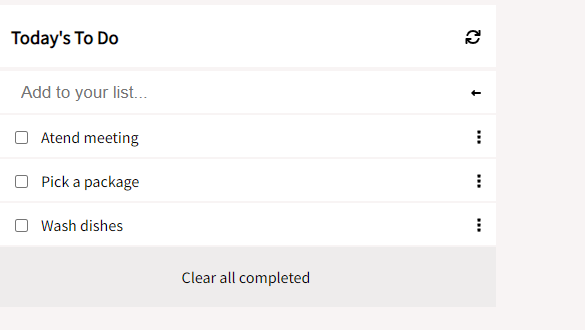 Today's To Do
Add to your list...
Atend meeting
Pick a package
Wash dishes
Clear all completed